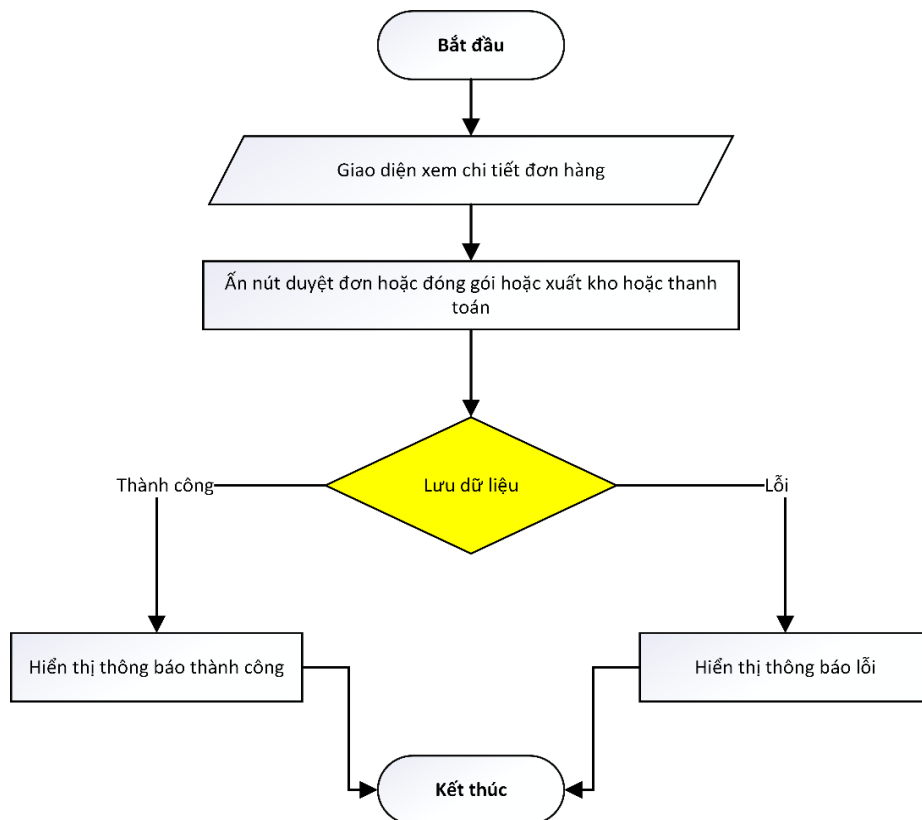 Bắt đầu
Giao diện xem chi tiết đơn hàng
Ấn nút duyệt đơn hoặc đóng gói hoặc xuất kho hoặc thanh
toán
Thành công
Lưu dữ liệu
Lỗi
Hiển thị thông báo thành công
Hiển thị thông báo lỗi
Kết thúc